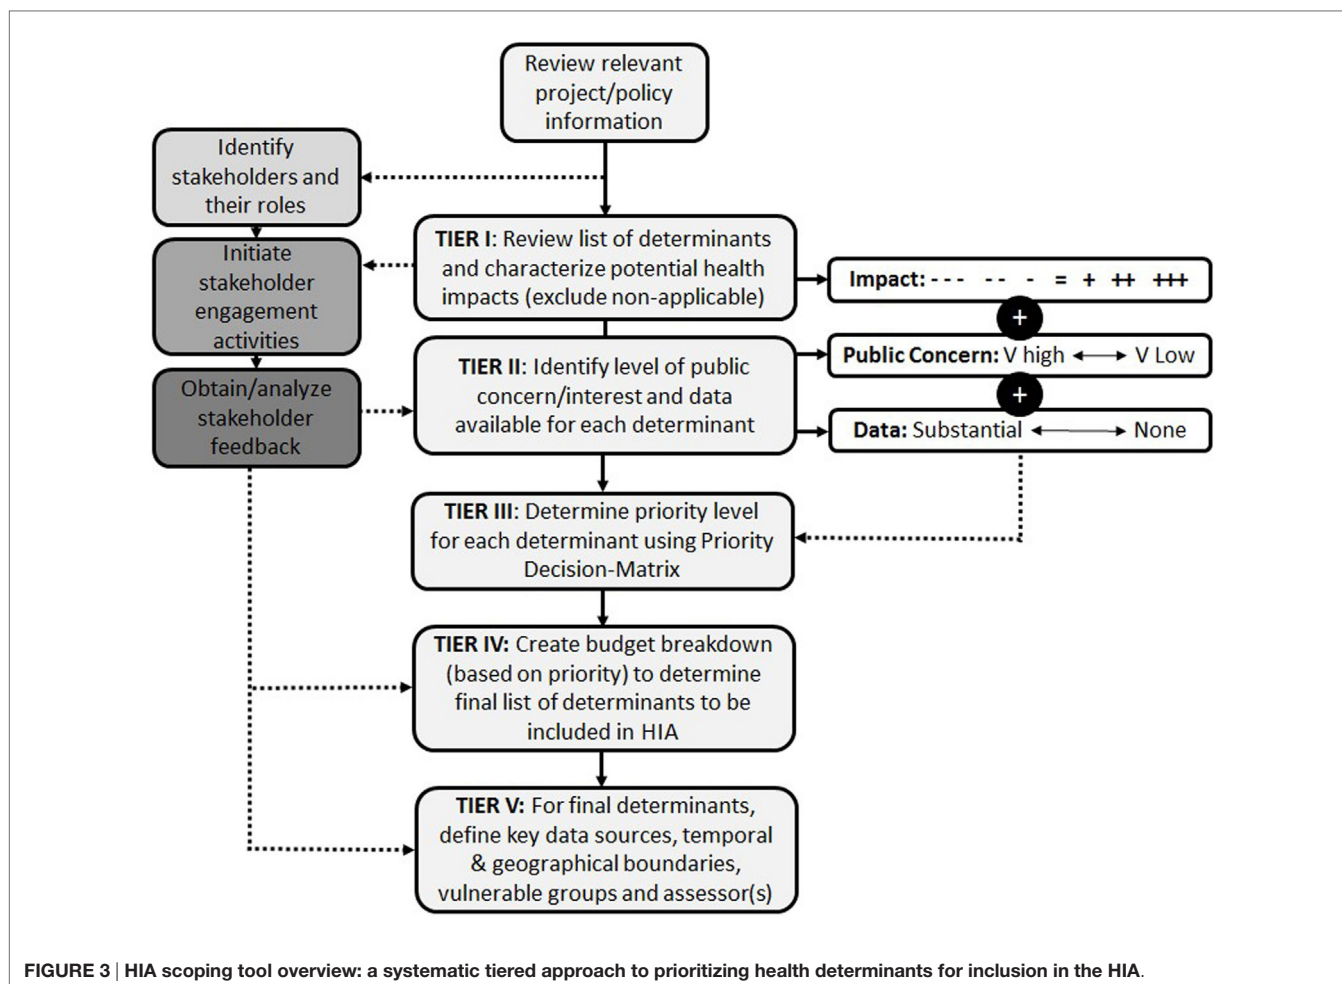 Review relevant
project/policy
information
Identify
stakeholders and
their roles
Initiate
stakeholder
engagement
activities
Obtain/analyze
stakeholder
feedback
TIER I: Review list of determinants
and characterize potential health
impacts (exclude non-applicable)
Impact: - - - - - - = + ++ +++
+
TIER II: Identify level of public
concern/interest and data
available for each determinant
Public Concern: V high V Low
+
Data: Substantial None
TIER III: Determine priority level
for each determinant using Priority
Decision-Matrix
TIER IV: Create budget breakdown
(based on priority) to determine
final list of determinants to be
included in HIA
TIER V: For final determinants,
define key data sources, temporal
& geographical boundaries,
vulnerable groups and assessor(s)
FIGURE 3 | HIA scoping tool overview: a systematic tiered approach to prioritizing health determinants for inclusion in the HIA.